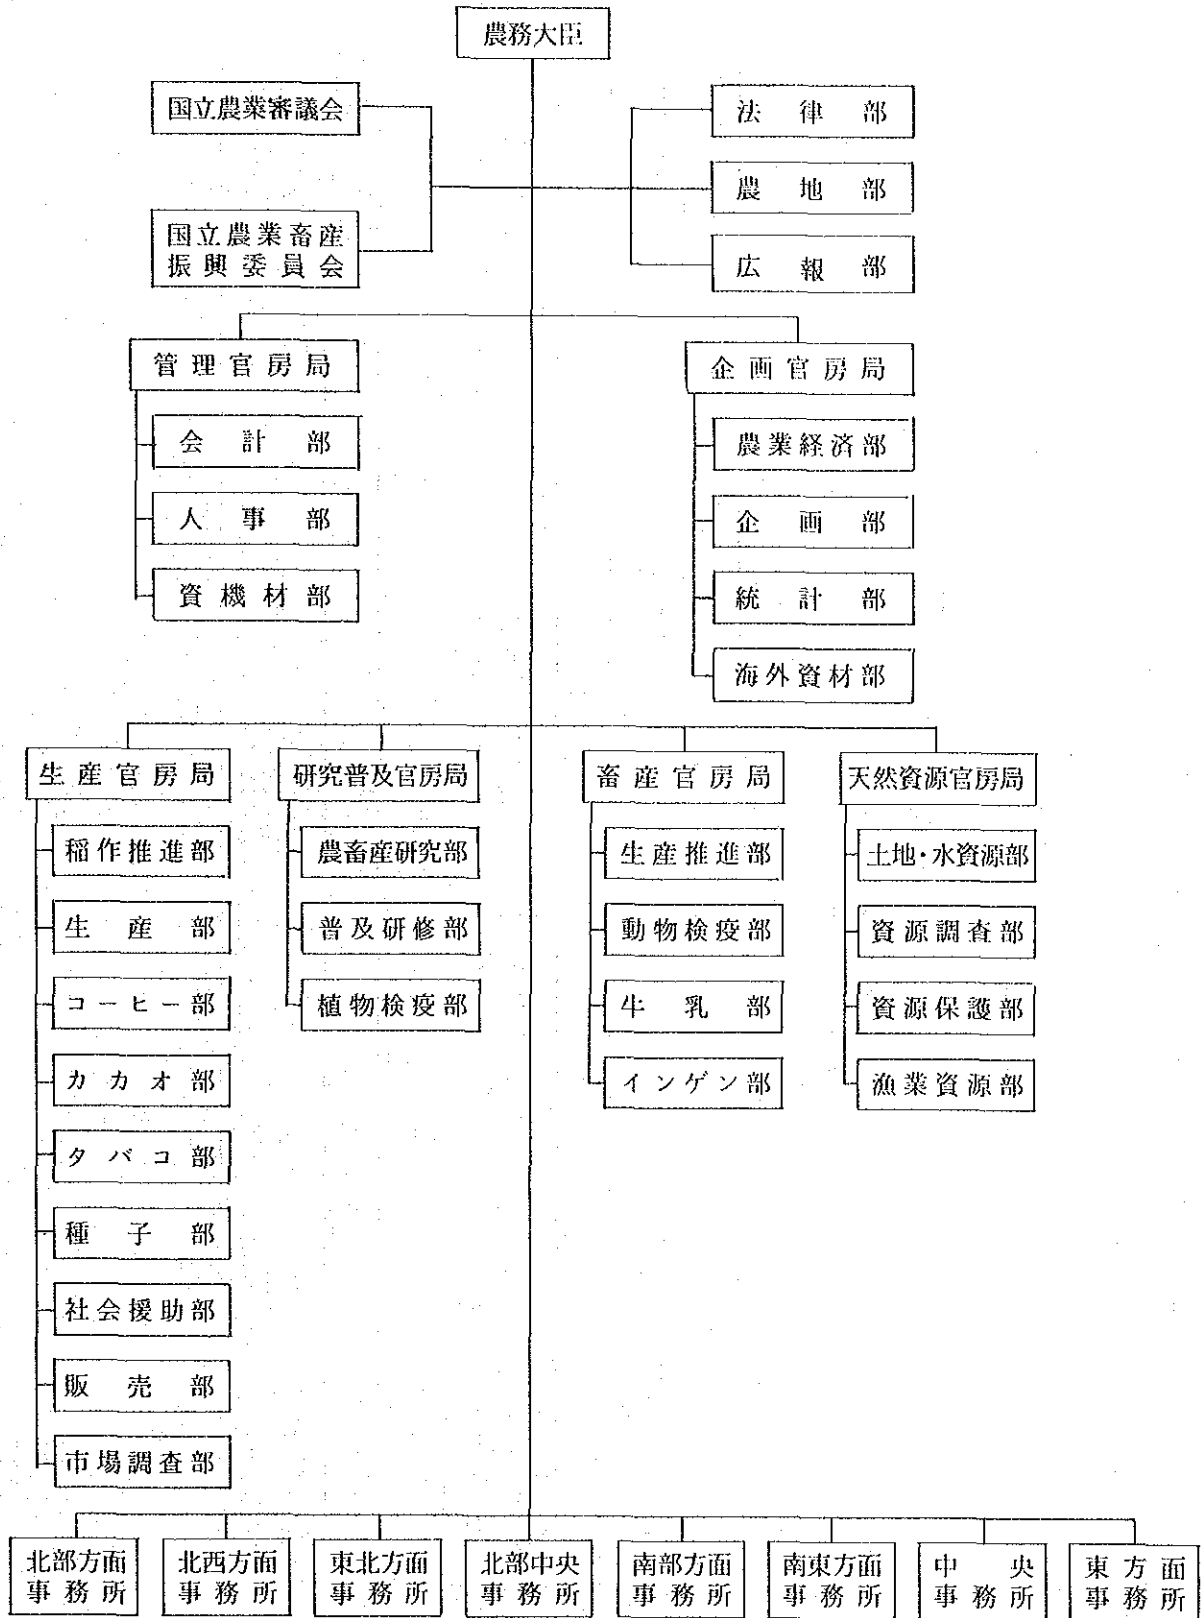 農務大臣
国立農業審議会
法律部
農地部
国立農業畜産
振興委員会
広報部
管理官房局
企画官房局
会計部
農業経済部
人事部
企画部
資機材部
統計部
海外資材部
生産官房局
研究普及官房局
畜産官房局
天然資源官房局
稲作推進部
農畜産研究部
生産推進部
土地・水資源部
生産部
普及研修部
動物検疫部
資源調査部
コーヒー部
植物検疫部
牛乳部
資源保護部
カカオ部
インゲン部
漁業資源部
タバコ部
種子部
社会援助部
販売部
市場調査部
北部方面
事務所
北西方面
事務所
東北方面
事務所
北部中央
事務所
南部方面
事務所
南東方面
事務所
中央
事務所
東方面
事務所